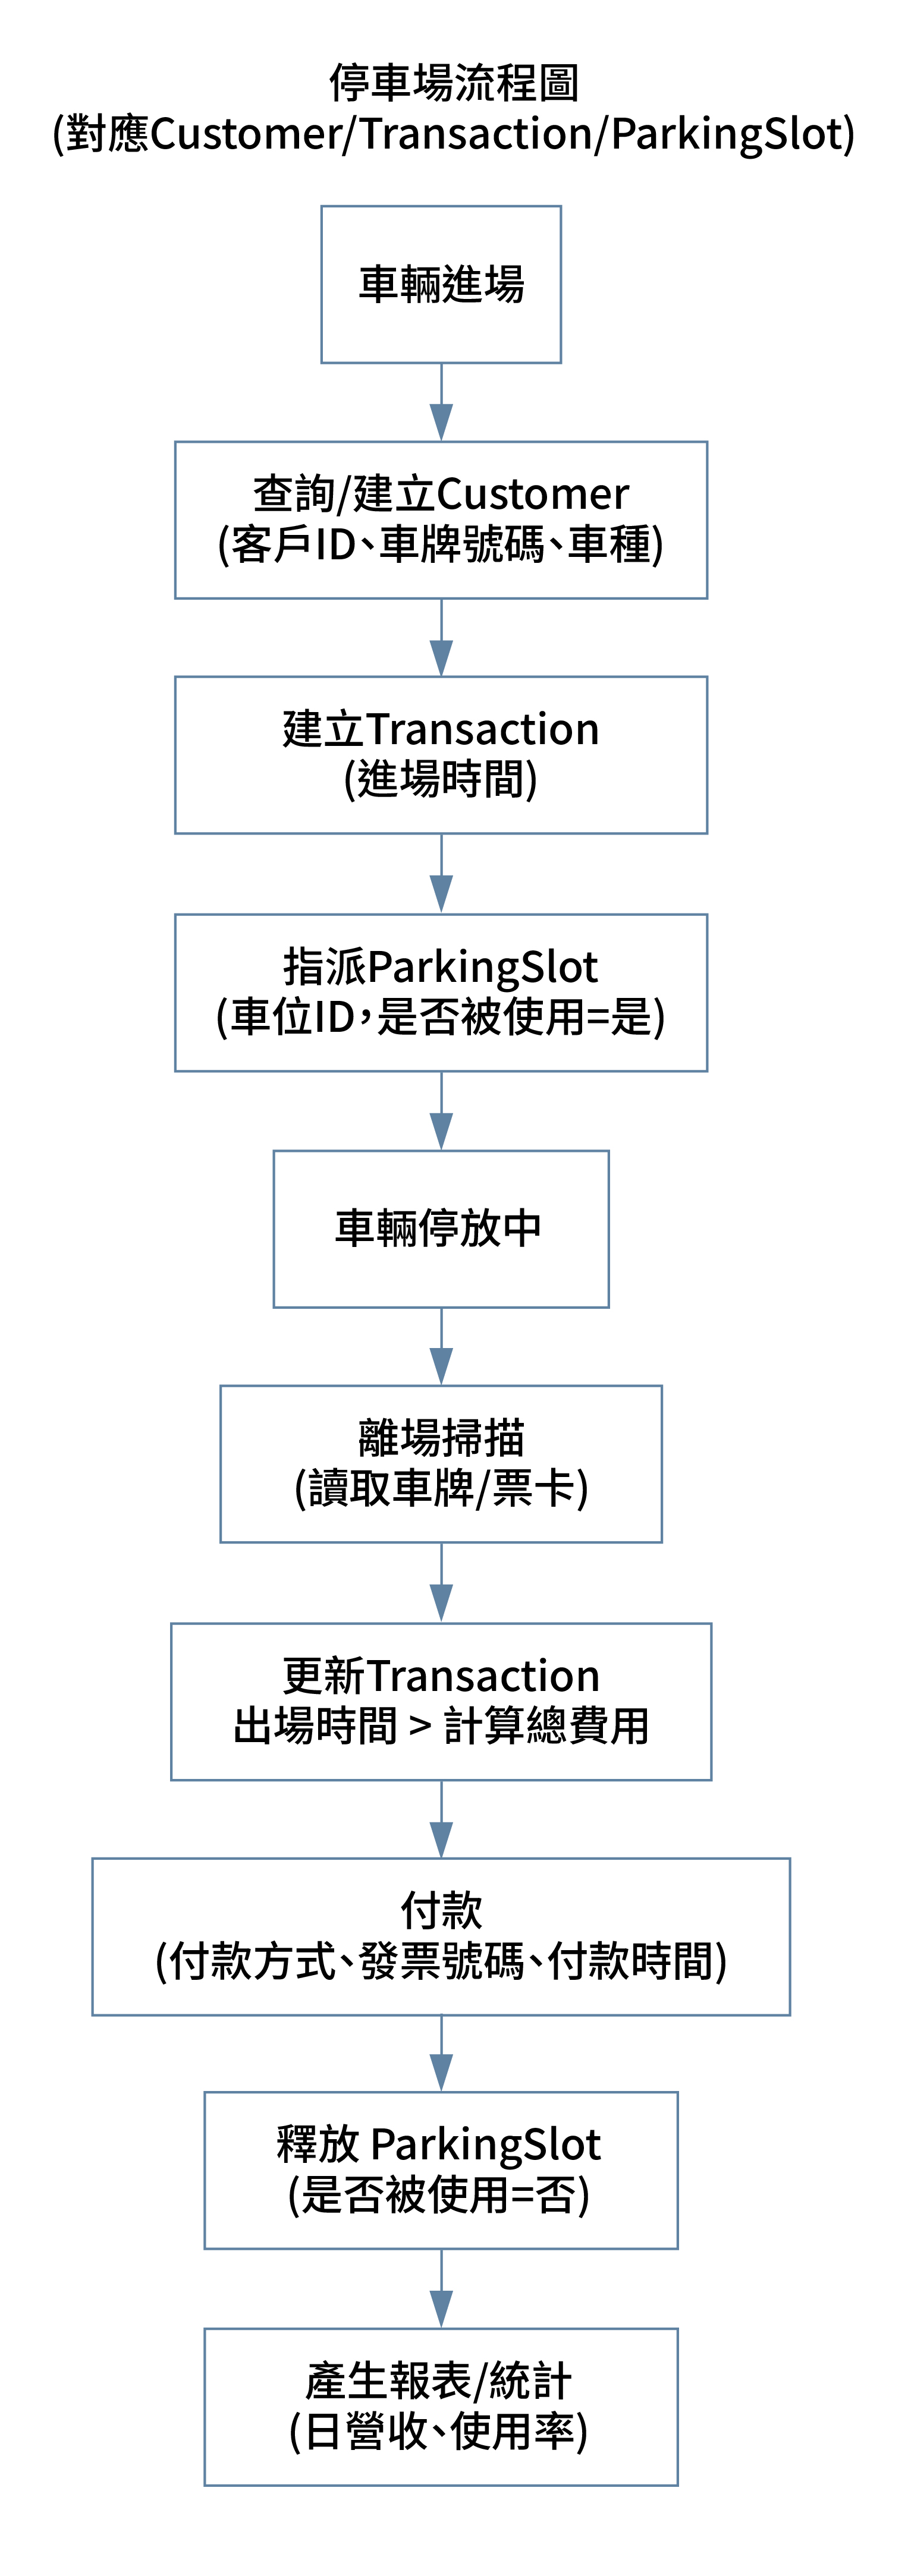 停車場流程圖
(對應Customer/Transaction/ParkingSlot)
車輛進場
查詢/建立Customer
(客戶ID、車牌號碼、車種)
建立Transaction
(進場時間)
指派ParkingSlot
(車位ID，是否被使用=是)
車輛停放中
離場掃描
(讀取車牌/票卡)
更新Transaction
出場時間 > 計算總費用
付款
(付款方式、發票號碼、付款時間)
釋放 ParkingSlot
(是否被使用=否)
產生報表/統計
(日營收、使用率)